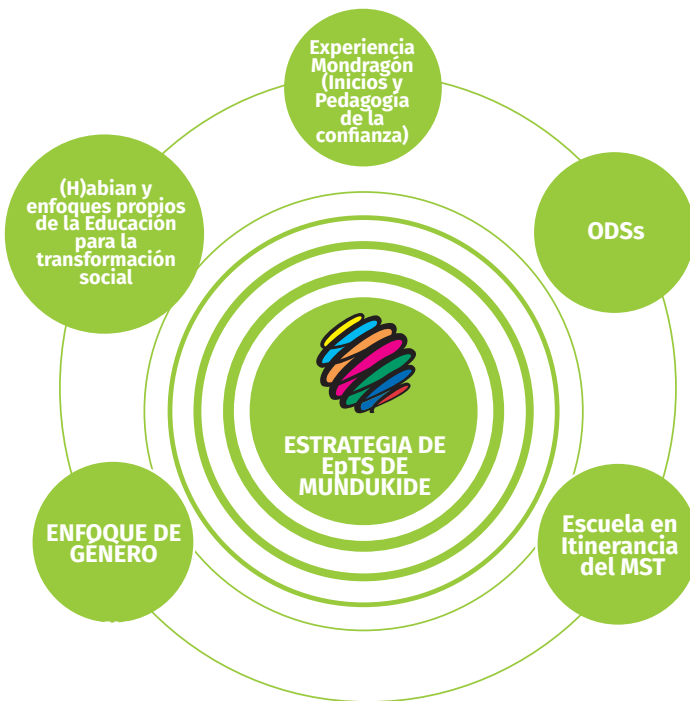 Experiencia
Mondragón
(Inicios y
Pedagogía
de la
confianza)
(H)abian y
enfoques propios
de la Educación
para la
transformación
social
ODSs
ESTRATEGIA DE
EpTS DE
MUNDUKIDE
ENFOQUE DE
GÉNERO
Escuela en
Itinerancia
del MST